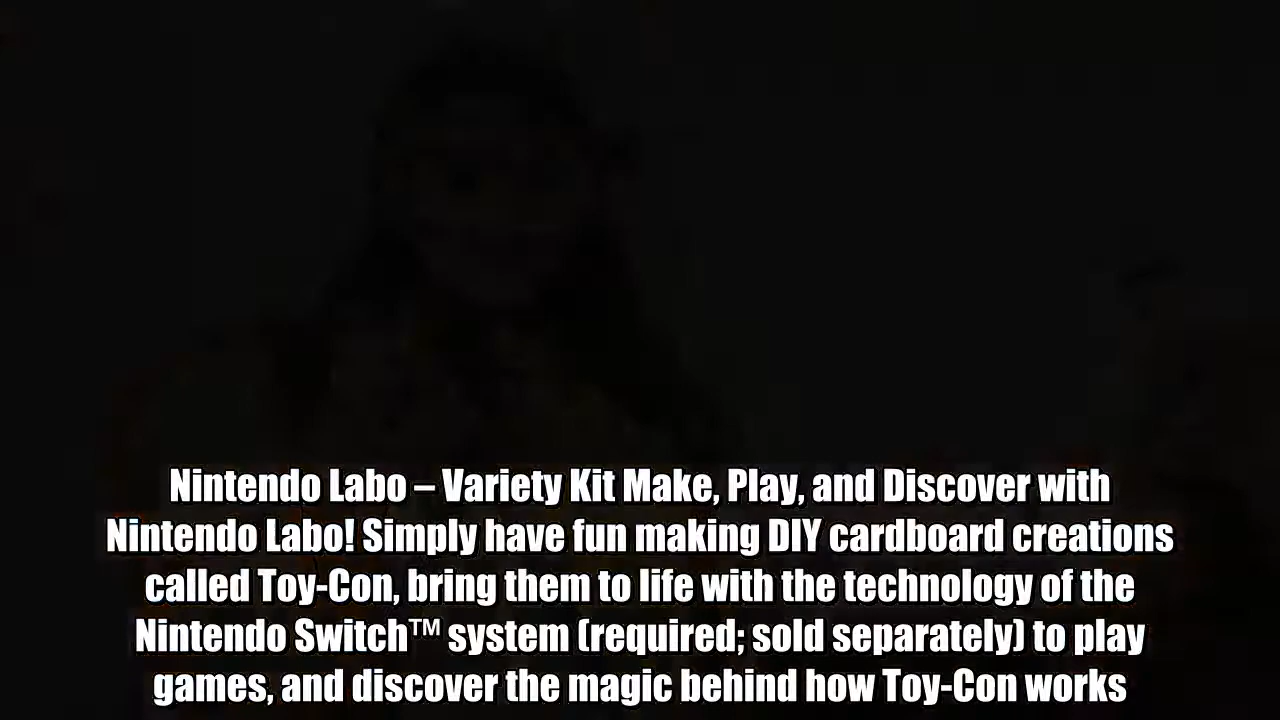 Nintendo Labo – Variety Kit Make, Play, and Discover with
Nintendo Labo! Simply have fun making DIY cardboard creations
called Toy-Con, bring them to life with the technology of the
Nintendo Switch™ system (required; sold separately) to play
games, and discover the magic behind how Toy-Con works